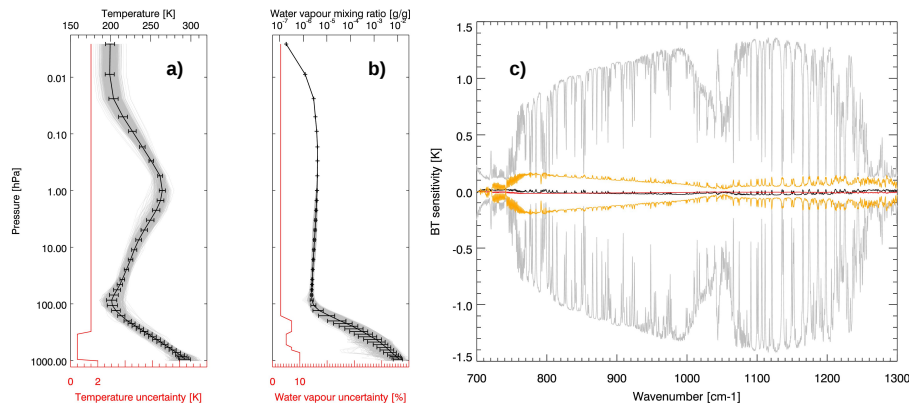 Temperature [K]
150 200 250 300
a)
0.01
0.10
1.00
10.00
100.00
1000.00
Pressure [hPa]
0 2
Temperature uncertainty [K]
Water vapour mixing ratio [g/g]
10⁻⁷ 10⁻⁶ 10⁻⁵ 10⁻⁴ 10⁻³ 10⁻²
b)
0 10
Water vapour uncertainty [%]
c)
1.5
1.0
0.5
0.0
-0.5
-1.0
-1.5
BT sensitivity [K]
700 800 900 1000 1100 1200 1300
Wavenumber [cm-1]